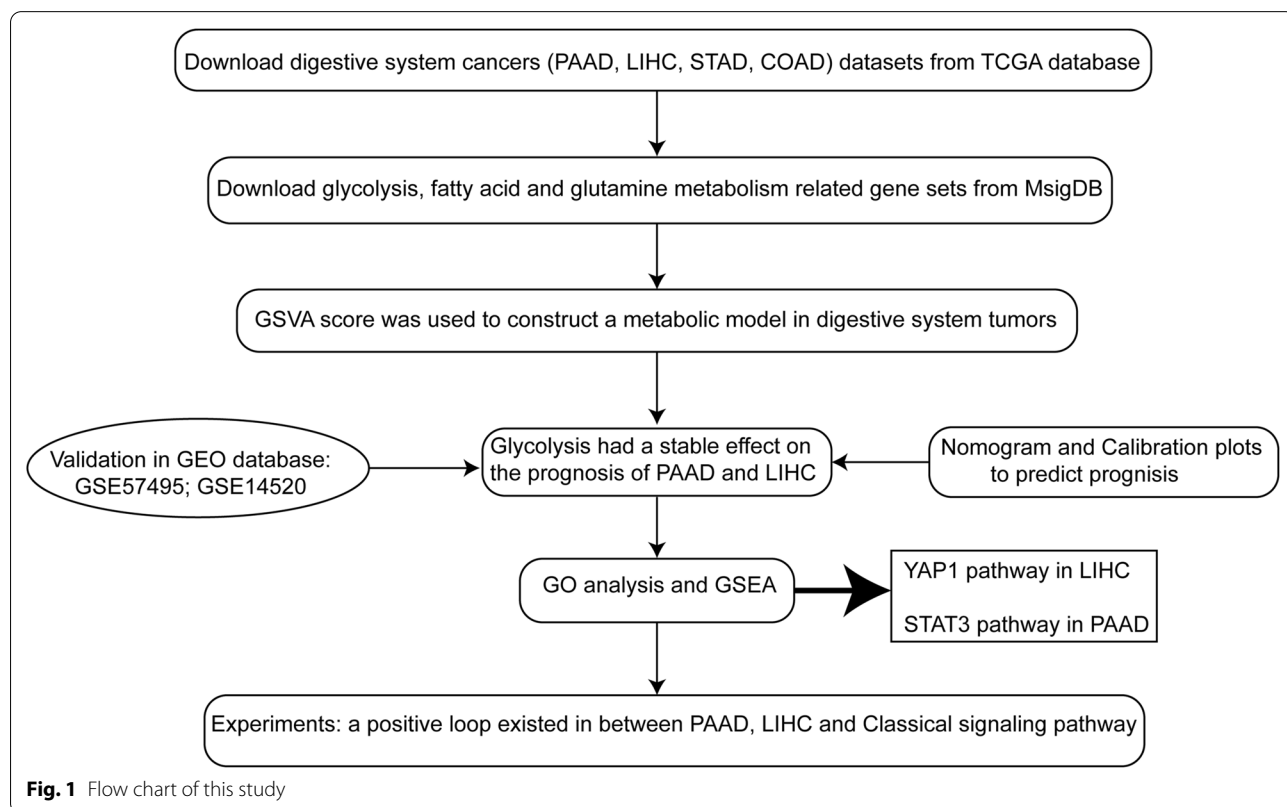 Download digestive system cancers (PAAD, LIHC, STAD, COAD) datasets from TCGA database
Download glycolysis, fatty acid and glutamine metabolism related gene sets from MsigDB
GSVA score was used to construct a metabolic model in digestive system tumors
Validation in GEO database:
GSE57495; GSE14520
Glycolysis had a stable effect on
the prognosis of PAAD and LIHC
Nomogram and Calibration plots
to predict prognisis
GO analysis and GSEA
YAP1 pathway in LIHC
STAT3 pathway in PAAD
Experiments: a positive loop existed in between PAAD, LIHC and Classical signaling pathway
Fig. 1 Flow chart of this study